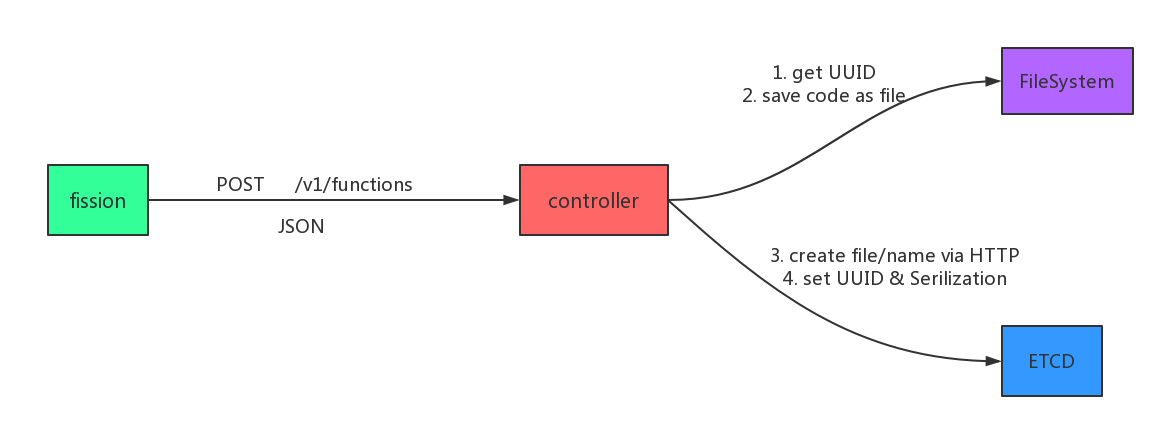 fission
POST /v1/functions
JSON
controller
1. get UUID
2. save code as file
FileSystem
3. create file/name via HTTP
4. set UUID & Serilization
ETCD